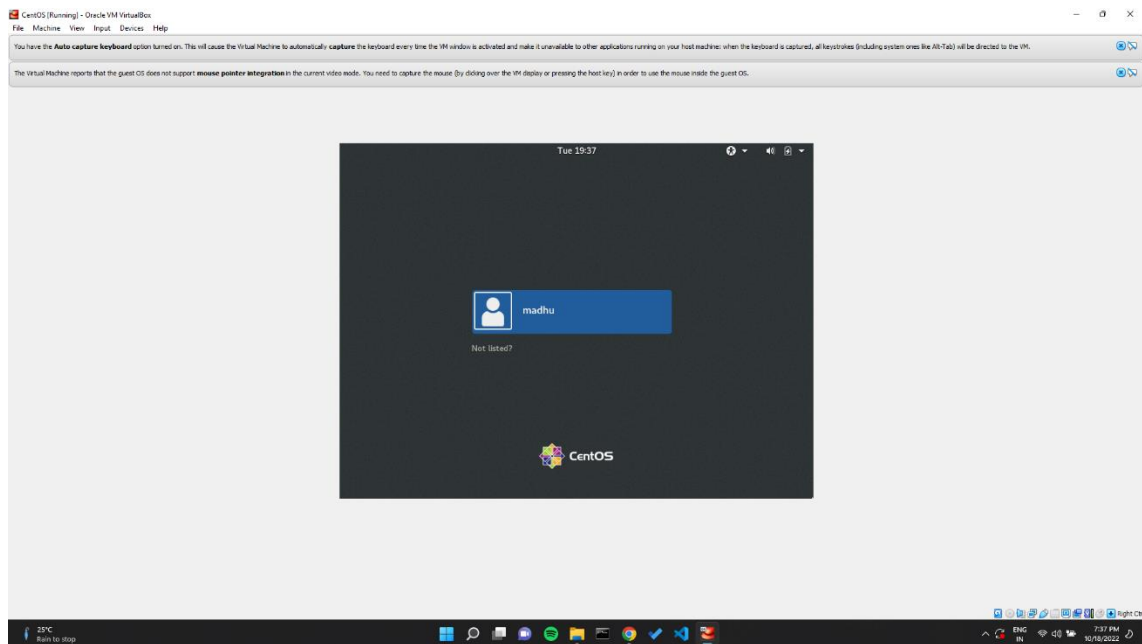 CentOS [Running] - Oracle VM VirtualBox
File Machine View Input Devices Help
You have the Auto capture keyboard option turned on. This will cause the Virtual Machine to automatically capture the keyboard every time the VM window is activated and make it unavailable to other applications running on your host machine: when the keyboard is captured, all keystrokes (including system ones like Alt-Tab) will be directed to the VM.
The Virtual Machine reports that the guest OS does not support mouse pointer integration in the current video mode. You need to capture the mouse (by clicking over the VM display or pressing the host key) in order to use the mouse inside the guest OS.
Tue 19:37
madhu
Not listed?
CentOS
Right Ct
25°C
Rain to stop
ENG
IN
7:37 PM
10/18/2022